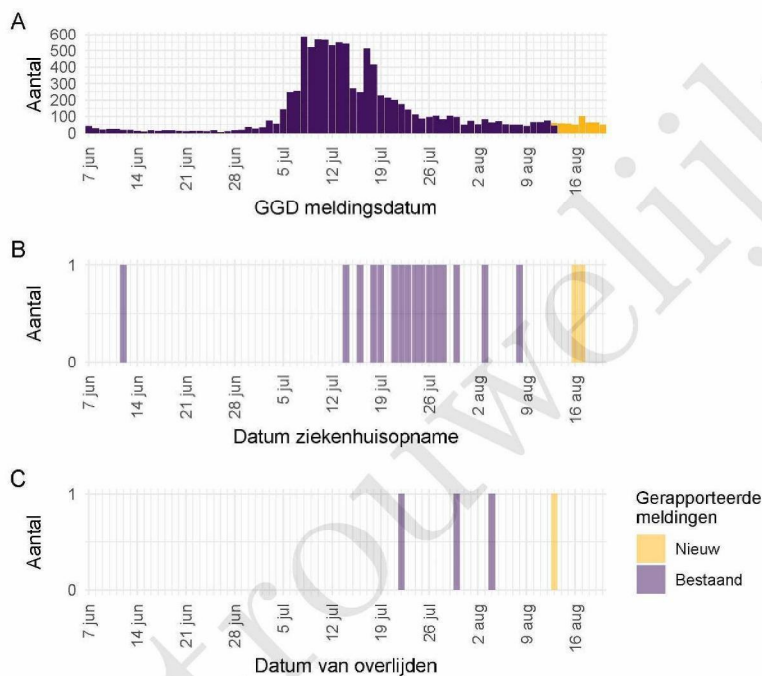 A
600
500
400
300
200
100
0
Aantal
7 jun
14 jun
21 jun
28 jun
5 jul
12 jul
19 jul
26 jul
2 aug
9 aug
16 aug
GGD meldingsdatum
B
1
0
Aantal
7 jun
14 jun
21 jun
28 jun
5 jul
12 jul
19 jul
26 jul
2 aug
9 aug
16 aug
Datum ziekenhuisopname
C
1
0
Aantal
7 jun
14 jun
21 jun
28 jun
5 jul
12 jul
19 jul
26 jul
2 aug
9 aug
16 aug
Datum van overlijden
Gerapporteerde
meldingen
Nieuw
Bestaand
trouwelijk